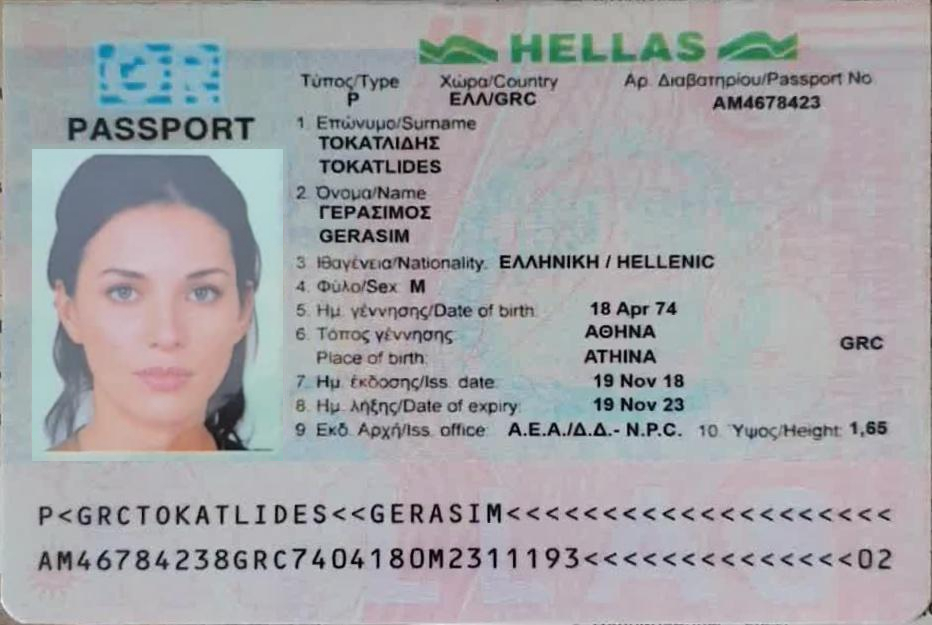 GR
HELLAS
PASSPORT
Τύπος/Type Χώρα/Country Αρ. Διαβατηρίου/Passport No
P ΕΛΛ/GRC AM4678423
1. Επώνυμο/Surname
ΤΟΚΑΤΛΙΔΗΣ
TOKATLIDES
2. Όνομα/Name
ΓΕΡΑΣΙΜΟΣ
GERASIM
3. Ιθαγένεια/Nationality. ΕΛΛΗΝΙΚΗ / HELLENIC
4. Φύλο/Sex M
5. Ημ. γέννησης/Date of birth 18 Apr 74
6. Τόπος γέννησης ΑΘΗΝΑ
Place of birth: ATHINA
GRC
7. Ημ. έκδοσης/Iss. date. 19 Nov 18
8. Ημ. λήξης/Date of expiry: 19 Nov 23
9. Εκδ. Αρχή/Iss. office: Α.Ε.Α./Δ.Δ.- N.P.C. 10. Υψος/Height: 1,65
P<GRCTOKATLIDES<<GERASIM<<<<<<<<<<<<<<<<<<<<
AM46784238GRC7404180M2311193<<<<<<<<<<<<<<02